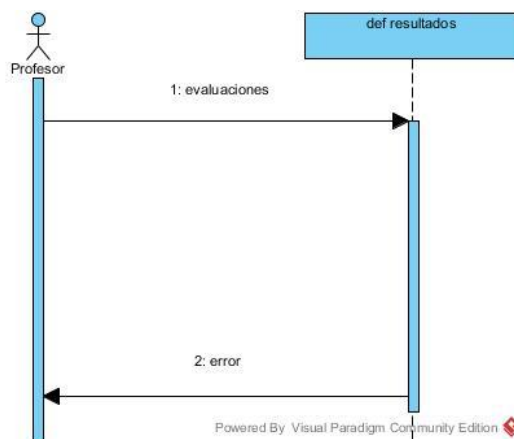 def resultados
Profesor
1: evaluaciones
2: error
Powered By Visual Paradigm Community Edition